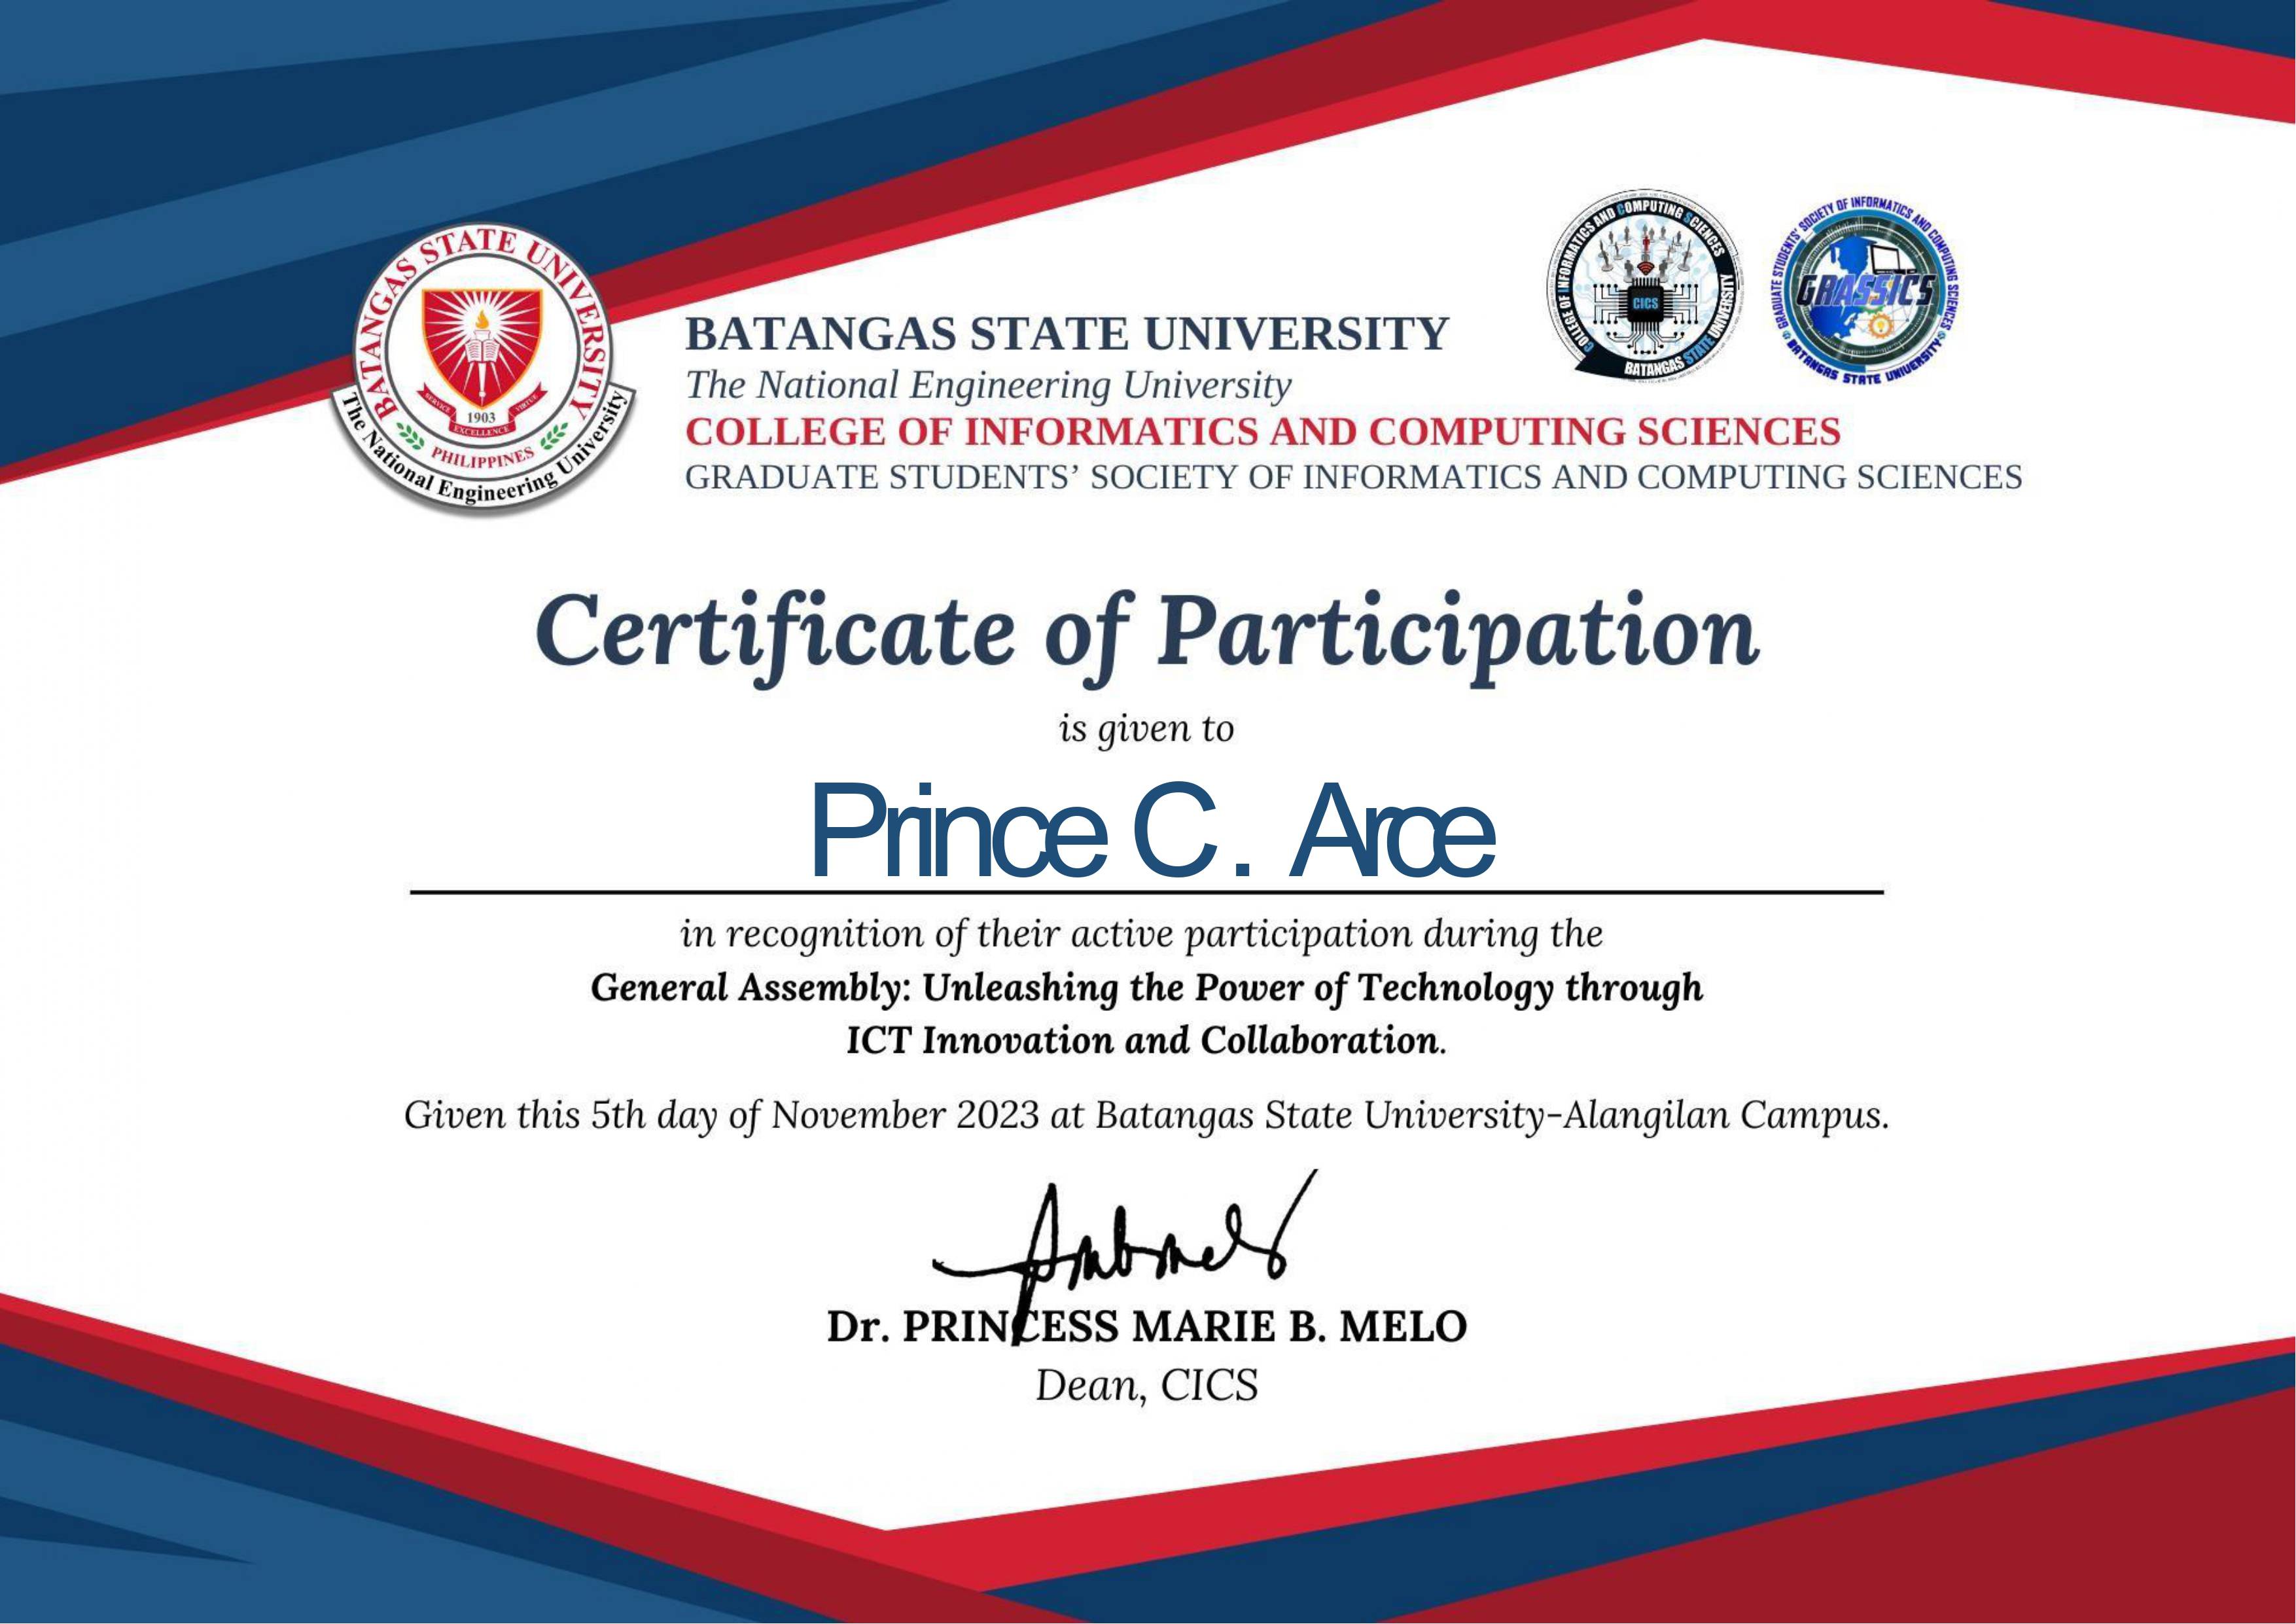 BATANGAS STATE UNIVERSITY
The National Engineering University
SERVICE
EXCELLENCE
VIRTUE
1903
PHILIPPINES
COLLEGE OF INFORMATICS AND COMPUTING SCIENCES
BATANGAS STATE UNIVERSITY
CICS
GRADUATE STUDENTS' SOCIETY OF INFORMATICS AND COMPUTING SCIENCES
BATANGAS STATE UNIVERSITY
GRASSICS
BATANGAS STATE UNIVERSITY
The National Engineering University
COLLEGE OF INFORMATICS AND COMPUTING SCIENCES
GRADUATE STUDENTS’ SOCIETY OF INFORMATICS AND COMPUTING SCIENCES
Certificate of Participation
is given to
Prince C. Arce
in recognition of their active participation during the
General Assembly: Unleashing the Power of Technology through
ICT Innovation and Collaboration.
Given this 5th day of November 2023 at Batangas State University-Alangilan Campus.
Dr. PRINCESS MARIE B. MELO
Dean, CICS